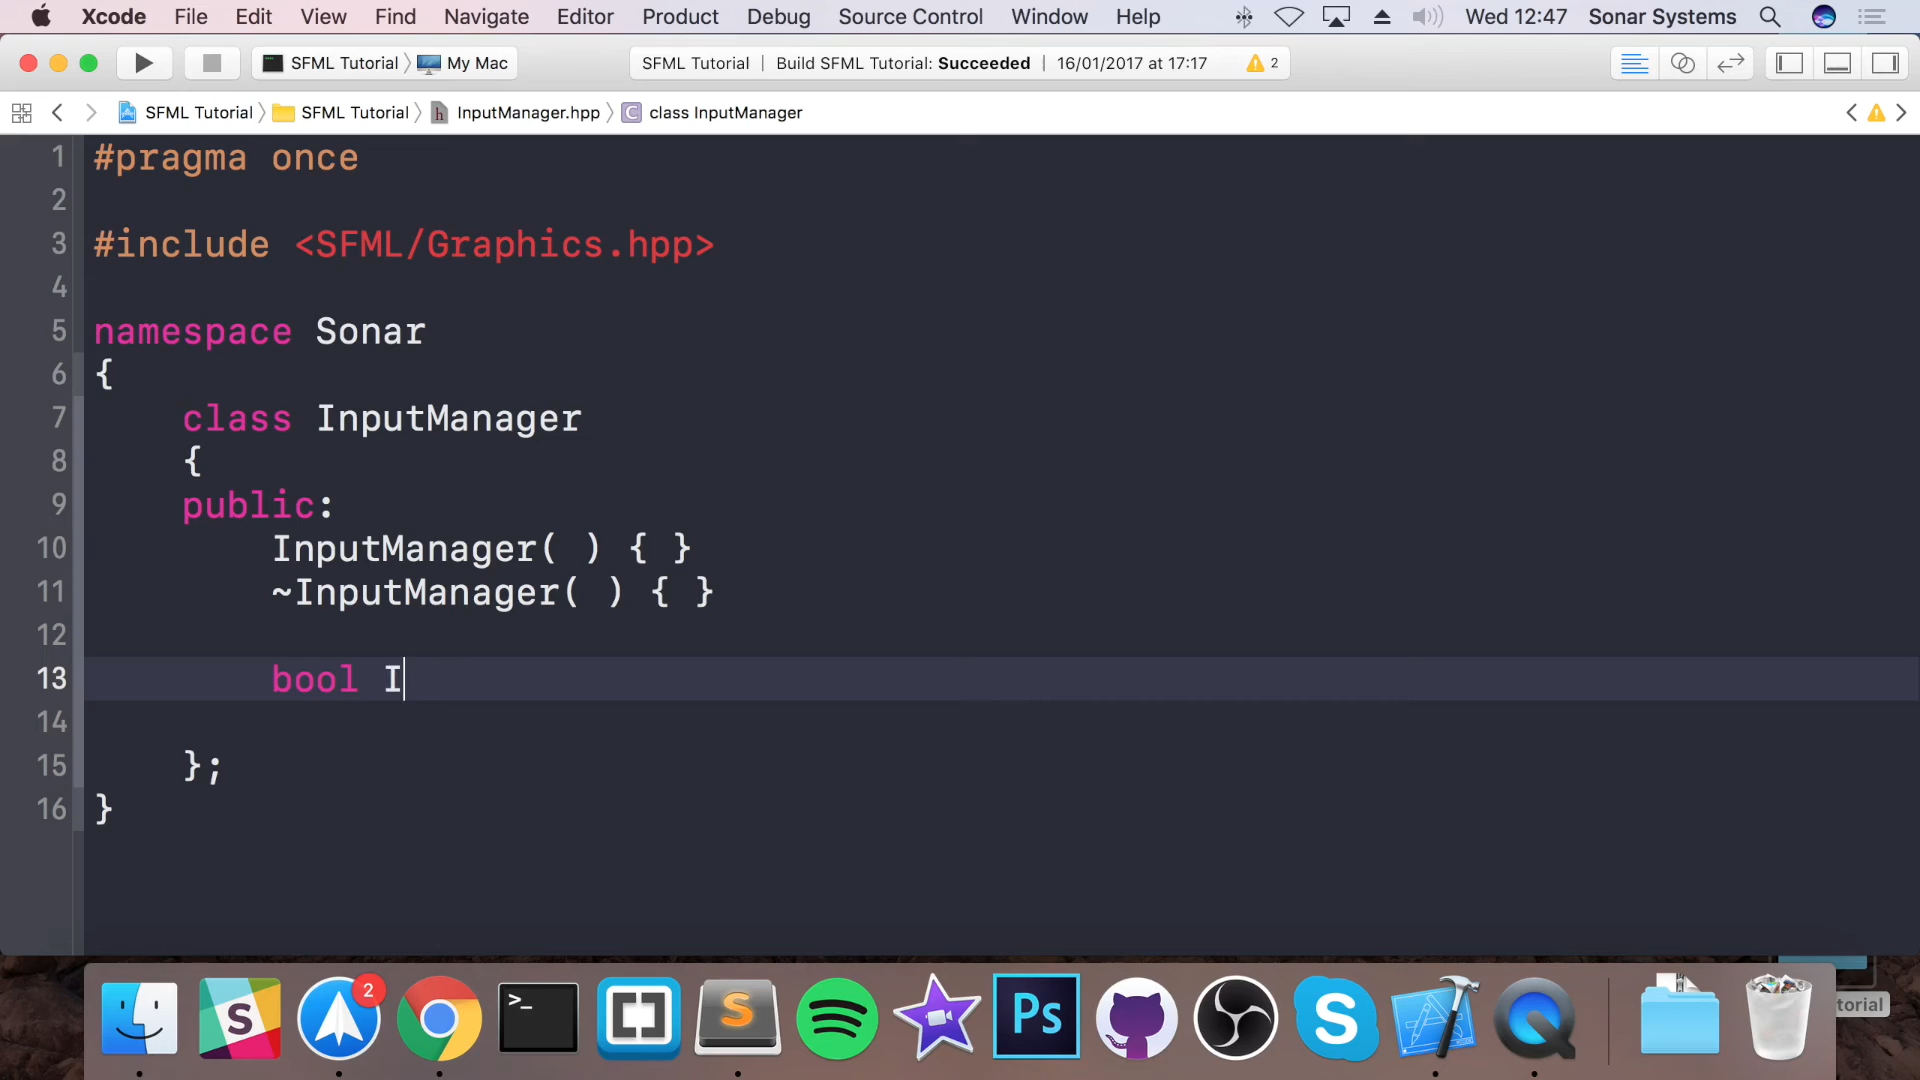 Xcode File Edit View Find Navigate Editor Product Debug Source Control Window Help Wed 12:47 Sonar Systems
SFML Tutorial My Mac SFML Tutorial | Build SFML Tutorial: Succeeded | 16/01/2017 at 17:17 2
SFML Tutorial SFML Tutorial h InputManager.hpp C class InputManager
1 #pragma once
2
3 #include <SFML/Graphics.hpp>
4
5 namespace Sonar
6 {
7 class InputManager
8 {
9 public:
10 InputManager( ) { }
11 ~InputManager( ) { }
12
13 bool I
14
15 };
16 }
S 2 >_ S Ps S torial